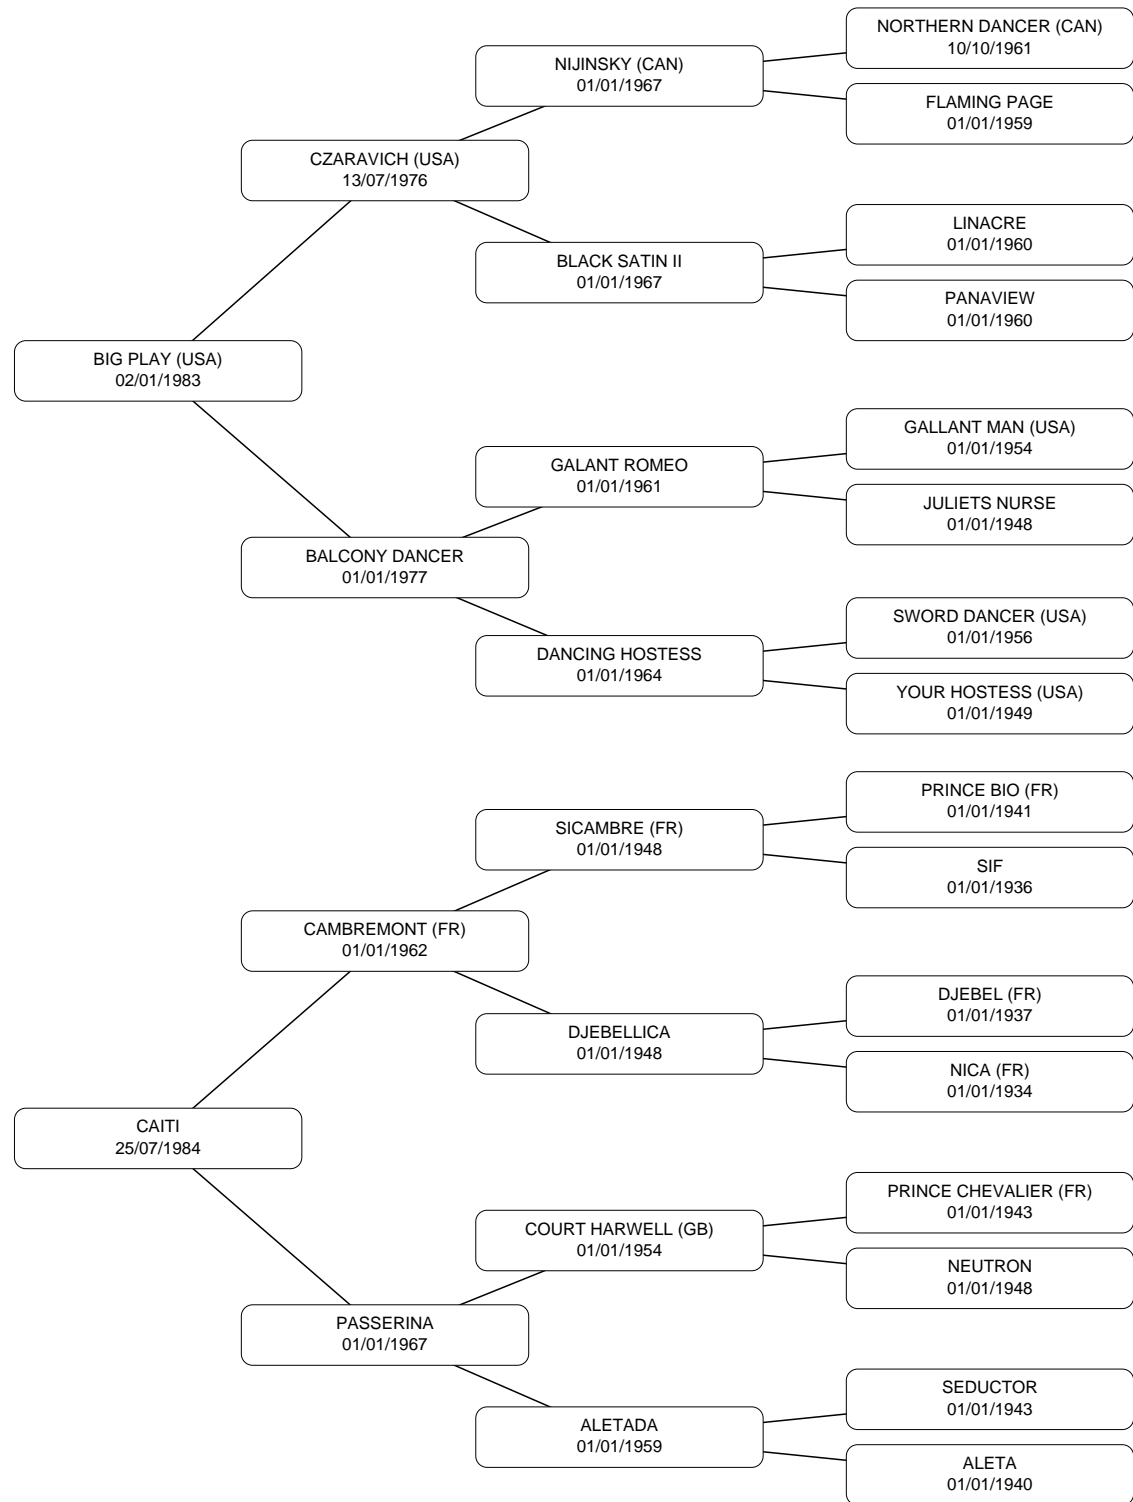 NORTHERN DANCER (CAN)
10/10/1961
NIJINSKY (CAN)
01/01/1967
FLAMING PAGE
01/01/1959
CZARAVICH (USA)
13/07/1976
LINACRE
01/01/1960
BLACK SATIN II
01/01/1967
PANAVIEW
01/01/1960
BIG PLAY (USA)
02/01/1983
GALLANT MAN (USA)
01/01/1954
GALANT ROMEO
01/01/1961
JULIETS NURSE
01/01/1948
BALCONY DANCER
01/01/1977
SWORD DANCER (USA)
01/01/1956
DANCING HOSTESS
01/01/1964
YOUR HOSTESS (USA)
01/01/1949
PRINCE BIO (FR)
01/01/1941
SICAMBRE (FR)
01/01/1948
SIF
01/01/1936
CAMBREMONT (FR)
01/01/1962
DJEBEL (FR)
01/01/1937
DJEBELLICA
01/01/1948
NICA (FR)
01/01/1934
CAITI
25/07/1984
PRINCE CHEVALIER (FR)
01/01/1943
COURT HARWELL (GB)
01/01/1954
NEUTRON
01/01/1948
PASSERINA
01/01/1967
SEDUCTOR
01/01/1943
ALETADA
01/01/1959
ALETA
01/01/1940